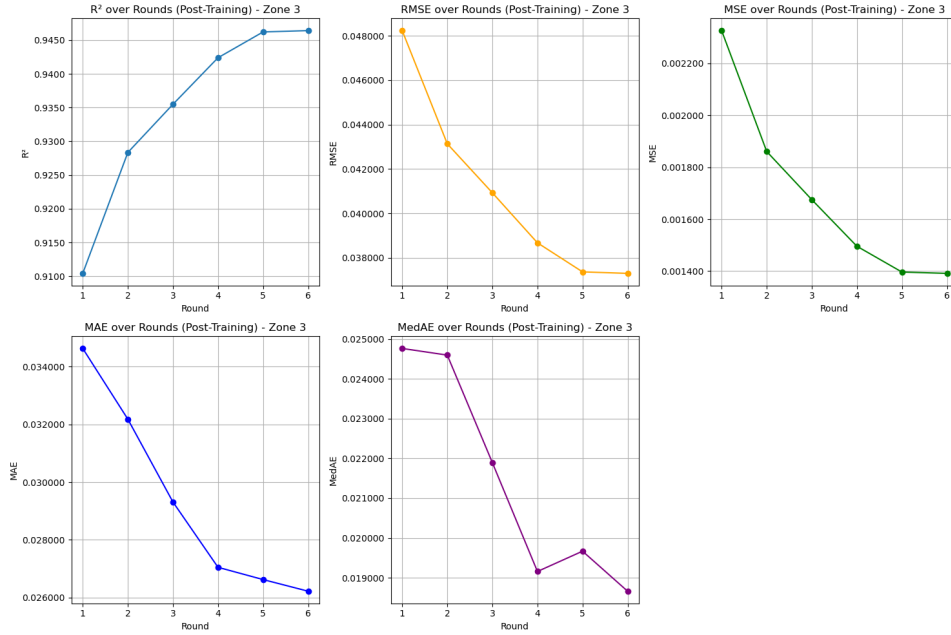 R² over Rounds (Post-Training) - Zone 3
0.9450
0.9400
0.9350
0.9300
0.9250
0.9200
0.9150
0.9100
R²
1 2 3 4 5 6
Round
RMSE over Rounds (Post-Training) - Zone 3
0.048000
0.046000
0.044000
0.042000
0.040000
0.038000
RMSE
1 2 3 4 5 6
Round
MSE over Rounds (Post-Training) - Zone 3
0.002200
0.002000
0.001800
0.001600
0.001400
MSE
1 2 3 4 5 6
Round
MAE over Rounds (Post-Training) - Zone 3
0.034000
0.032000
0.030000
0.028000
0.026000
MAE
1 2 3 4 5 6
Round
MedAE over Rounds (Post-Training) - Zone 3
0.025000
0.024000
0.023000
0.022000
0.021000
0.020000
0.019000
MedAE
1 2 3 4 5 6
Round